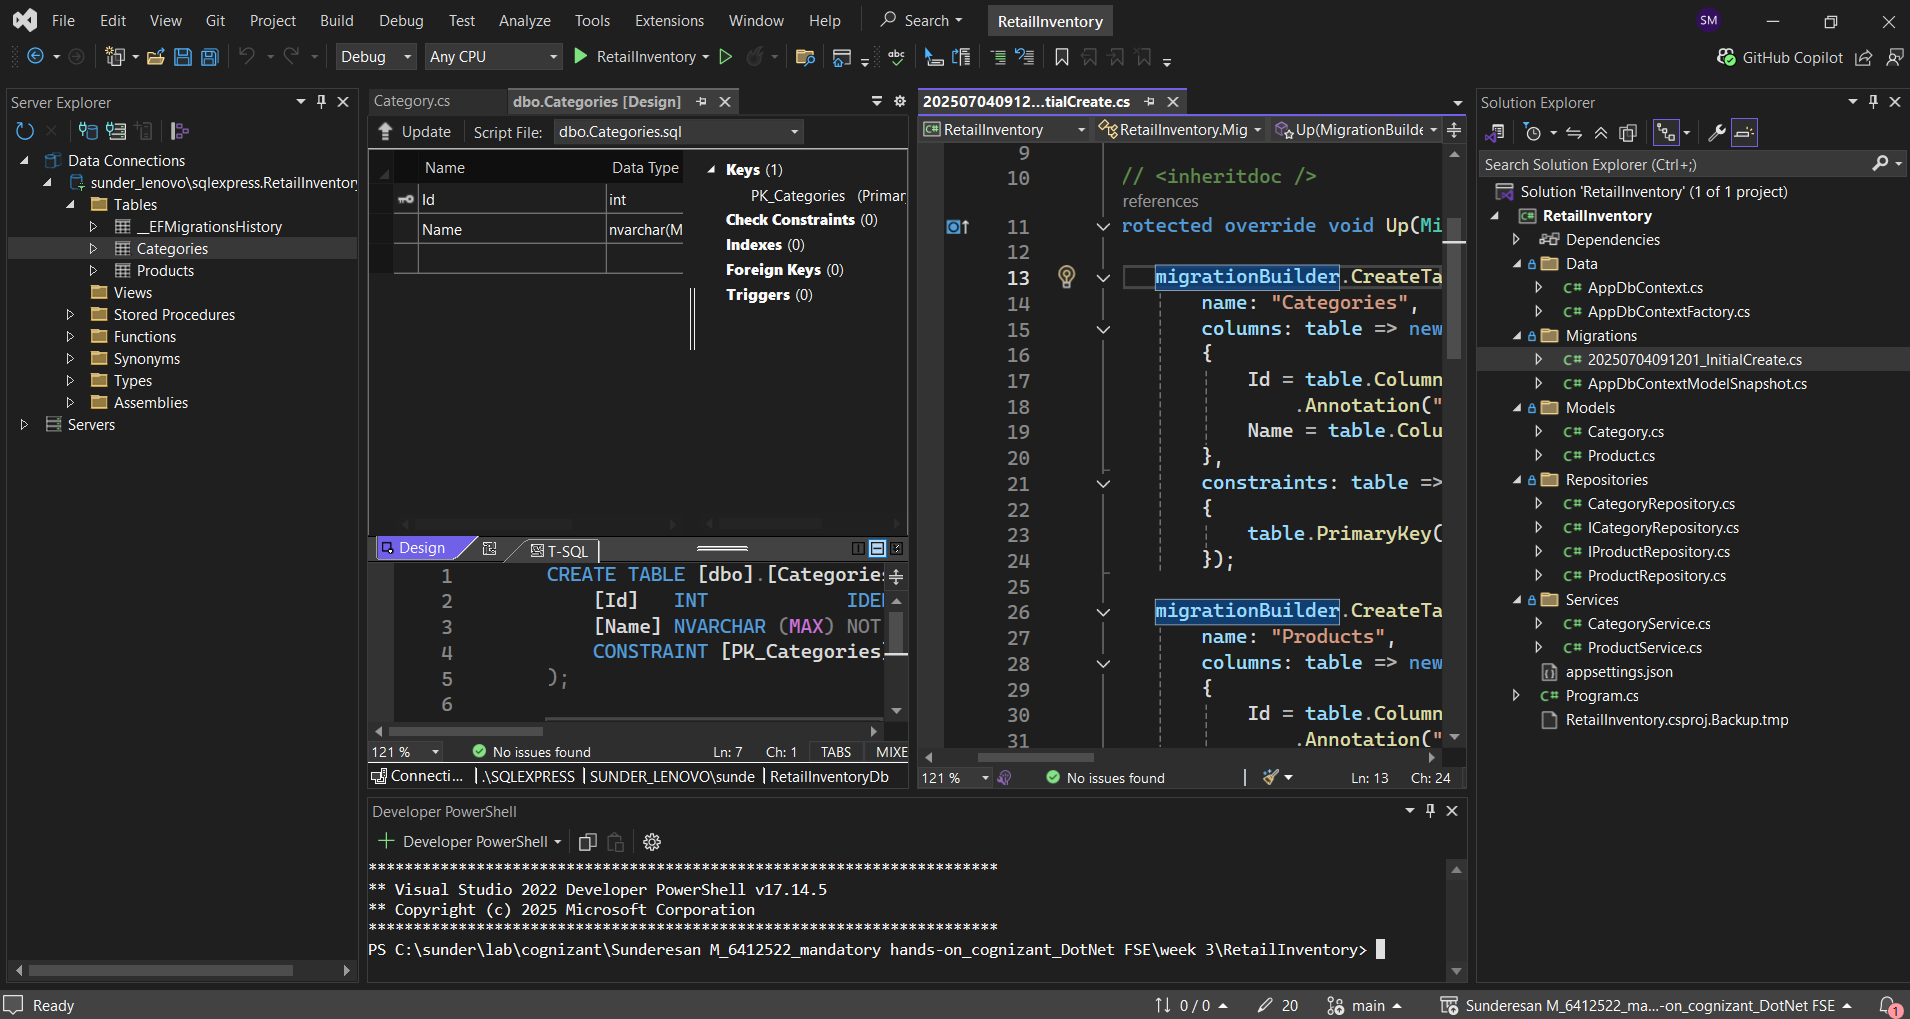 File Edit View Git Project Build Debug Test Analyze Tools Extensions Window Help Search RetailInventory SM
Debug Any CPU RetailInventory abc GitHub Copilot
Server Explorer
Data Connections
sunder_lenovo\sqlexpress.RetailInventory
Tables
__EFMigrationsHistory
Categories
Products
Views
Stored Procedures
Functions
Synonyms
Types
Assemblies
Servers
Category.cs dbo.Categories [Design]
Update Script File: dbo.Categories.sql
Name Data Type
Id int
Name nvarchar(M
Keys (1)
PK_Categories (Primar
Check Constraints (0)
Indexes (0)
Foreign Keys (0)
Triggers (0)
Design T-SQL
1 CREATE TABLE [dbo].[Categories
2 [Id] INT IDEN
3 [Name] NVARCHAR (MAX) NOT
4 CONSTRAINT [PK_Categories]
5 );
6
121 % No issues found Ln: 7 Ch: 1 TABS MIXE
Connecti... .\SQLEXPRESS SUNDER_LENOVO\sunde RetailInventoryDb
202507040912...tialCreate.cs
RetailInventory RetailInventory.Mig Up(MigrationBuilde
9
10 // <inheritdoc />
references
11 rotected override void Up(Mi
12
13 migrationBuilder.CreateTa
14 name: "Categories",
15 columns: table => new
16 {
17 Id = table.Column
18 .Annotation("
19 Name = table.Colu
20 },
21 constraints: table =>
22 {
23 table.PrimaryKey(
24 });
25
26 migrationBuilder.CreateTa
27 name: "Products",
28 columns: table => new
29 {
30 Id = table.Column
31 .Annotation("
121 % No issues found Ln: 13 Ch: 24
Developer PowerShell
Developer PowerShell
**********************************************************************
** Visual Studio 2022 Developer PowerShell v17.14.5
** Copyright (c) 2025 Microsoft Corporation
**********************************************************************
PS C:\sunder\lab\cognizant\Sunderesan M_6412522_mandatory hands-on_cognizant_DotNet FSE\week 3\RetailInventory>
Solution Explorer
Search Solution Explorer (Ctrl+;)
Solution 'RetailInventory' (1 of 1 project)
C# RetailInventory
Dependencies
Data
C# AppDbContext.cs
C# AppDbContextFactory.cs
Migrations
C# 20250704091201_InitialCreate.cs
C# AppDbContextModelSnapshot.cs
Models
C# Category.cs
C# Product.cs
Repositories
C# CategoryRepository.cs
C# ICategoryRepository.cs
C# IProductRepository.cs
C# ProductRepository.cs
Services
C# CategoryService.cs
C# ProductService.cs
appsettings.json
C# Program.cs
RetailInventory.csproj.Backup.tmp
Ready 0 / 0 20 main Sunderesan M_6412522_ma...-on_cognizant_DotNet FSE 1